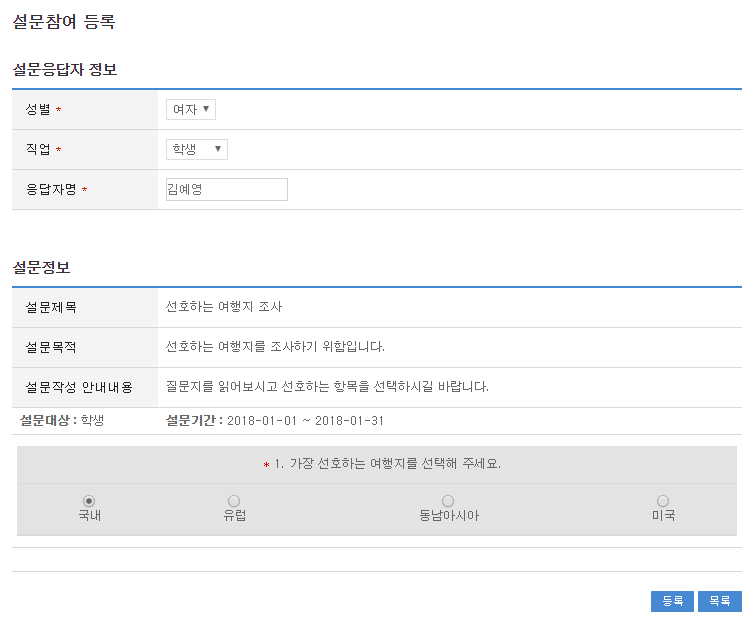 설문참여 등록
설문응답자 정보
성별 * 여자
직업 * 학생
응답자명 * 김예영
설문정보
설문제목 선호하는 여행지 조사
설문목적 선호하는 여행지를 조사하기 위함입니다.
설문작성 안내내용 질문지를 읽어보시고 선호하는 항목을 선택하시길 바랍니다.
설문대상 : 학생 설문기간 : 2018-01-01 ~ 2018-01-31
* 1. 가장 선호하는 여행지를 선택해 주세요.
국내 유럽 동남아시아 미국
등록 목록